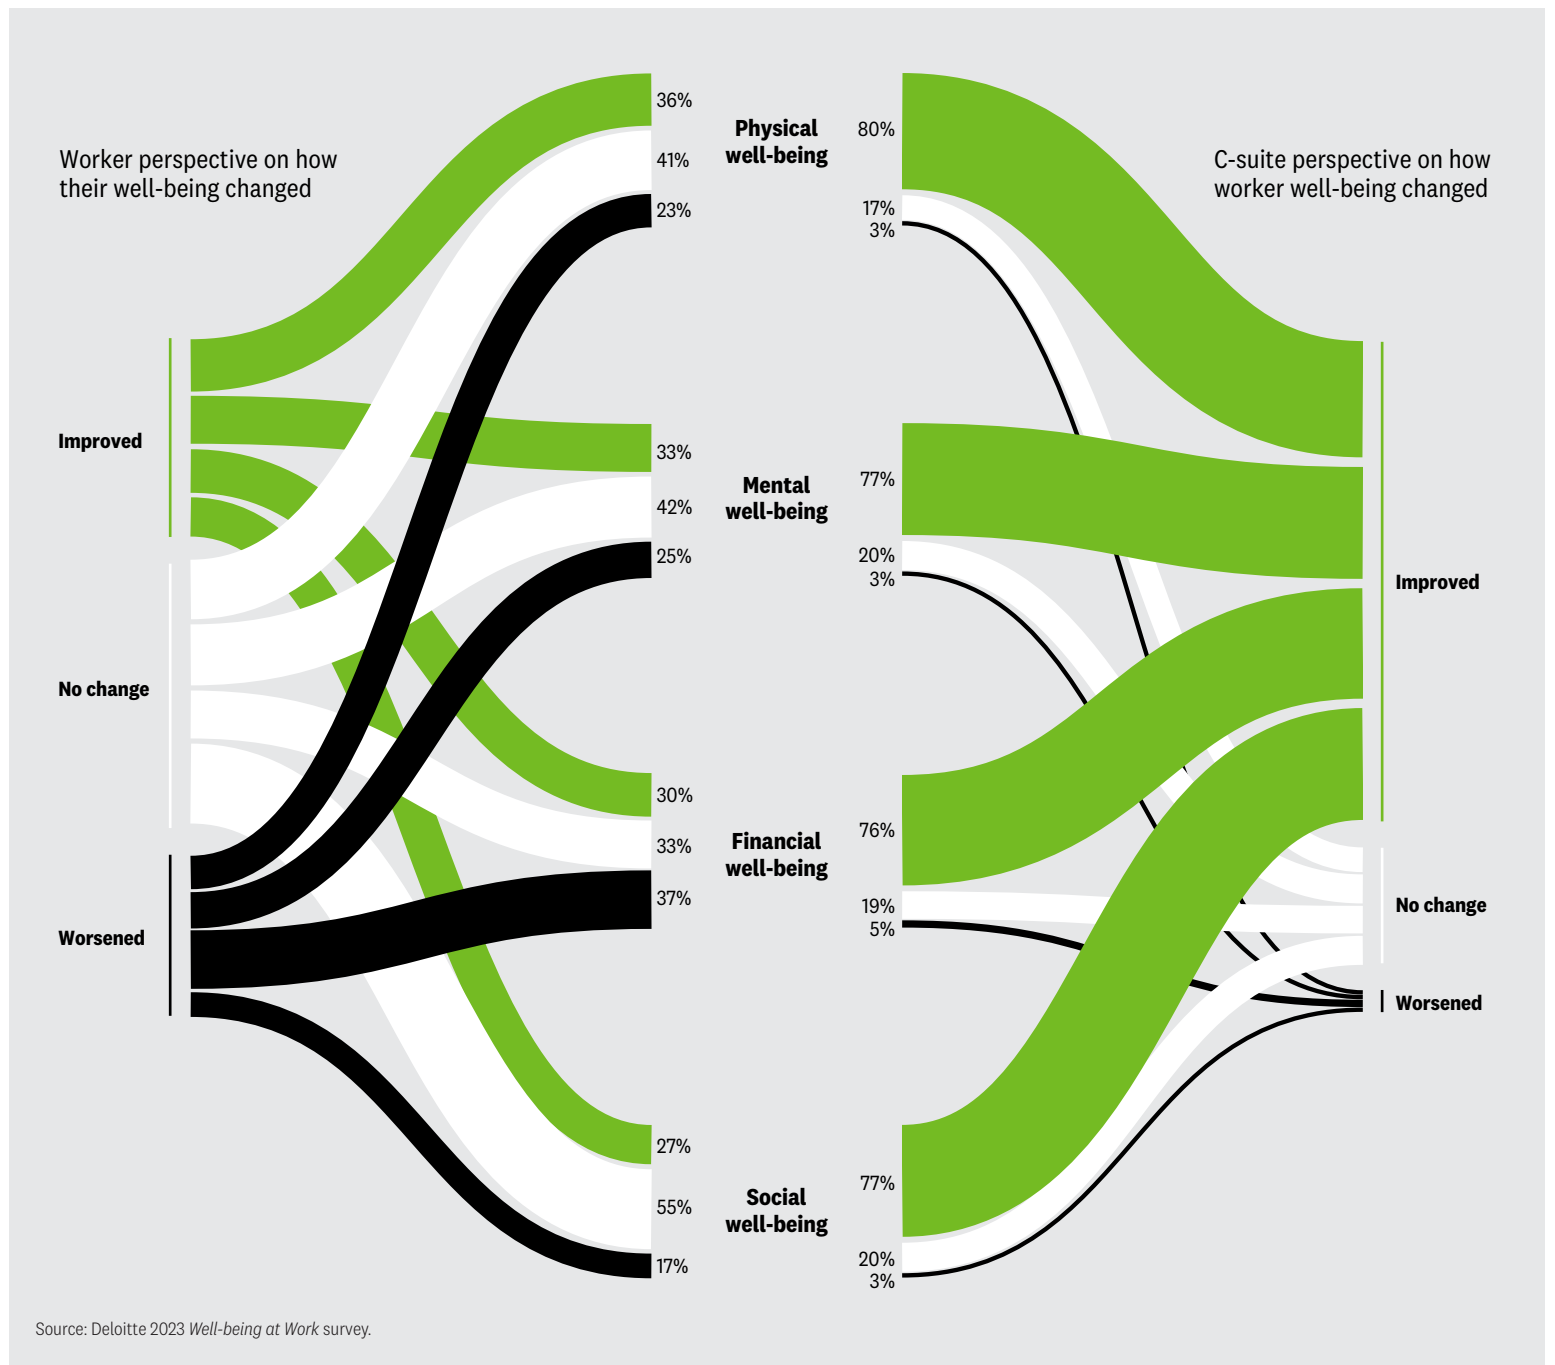 Worker perspective on how
their well-being changed
C-suite perspective on how
worker well-being changed
36%
41%
23%
Physical
well-being
80%
17%
3%
Improved
33%
42%
25%
Mental
well-being
77%
20%
3%
Improved
No change
30%
33%
37%
Financial
well-being
76%
19%
5%
No change
Worsened
Worsened
27%
55%
17%
Social
well-being
77%
20%
3%
Source: Deloitte 2023 Well-being at Work survey.